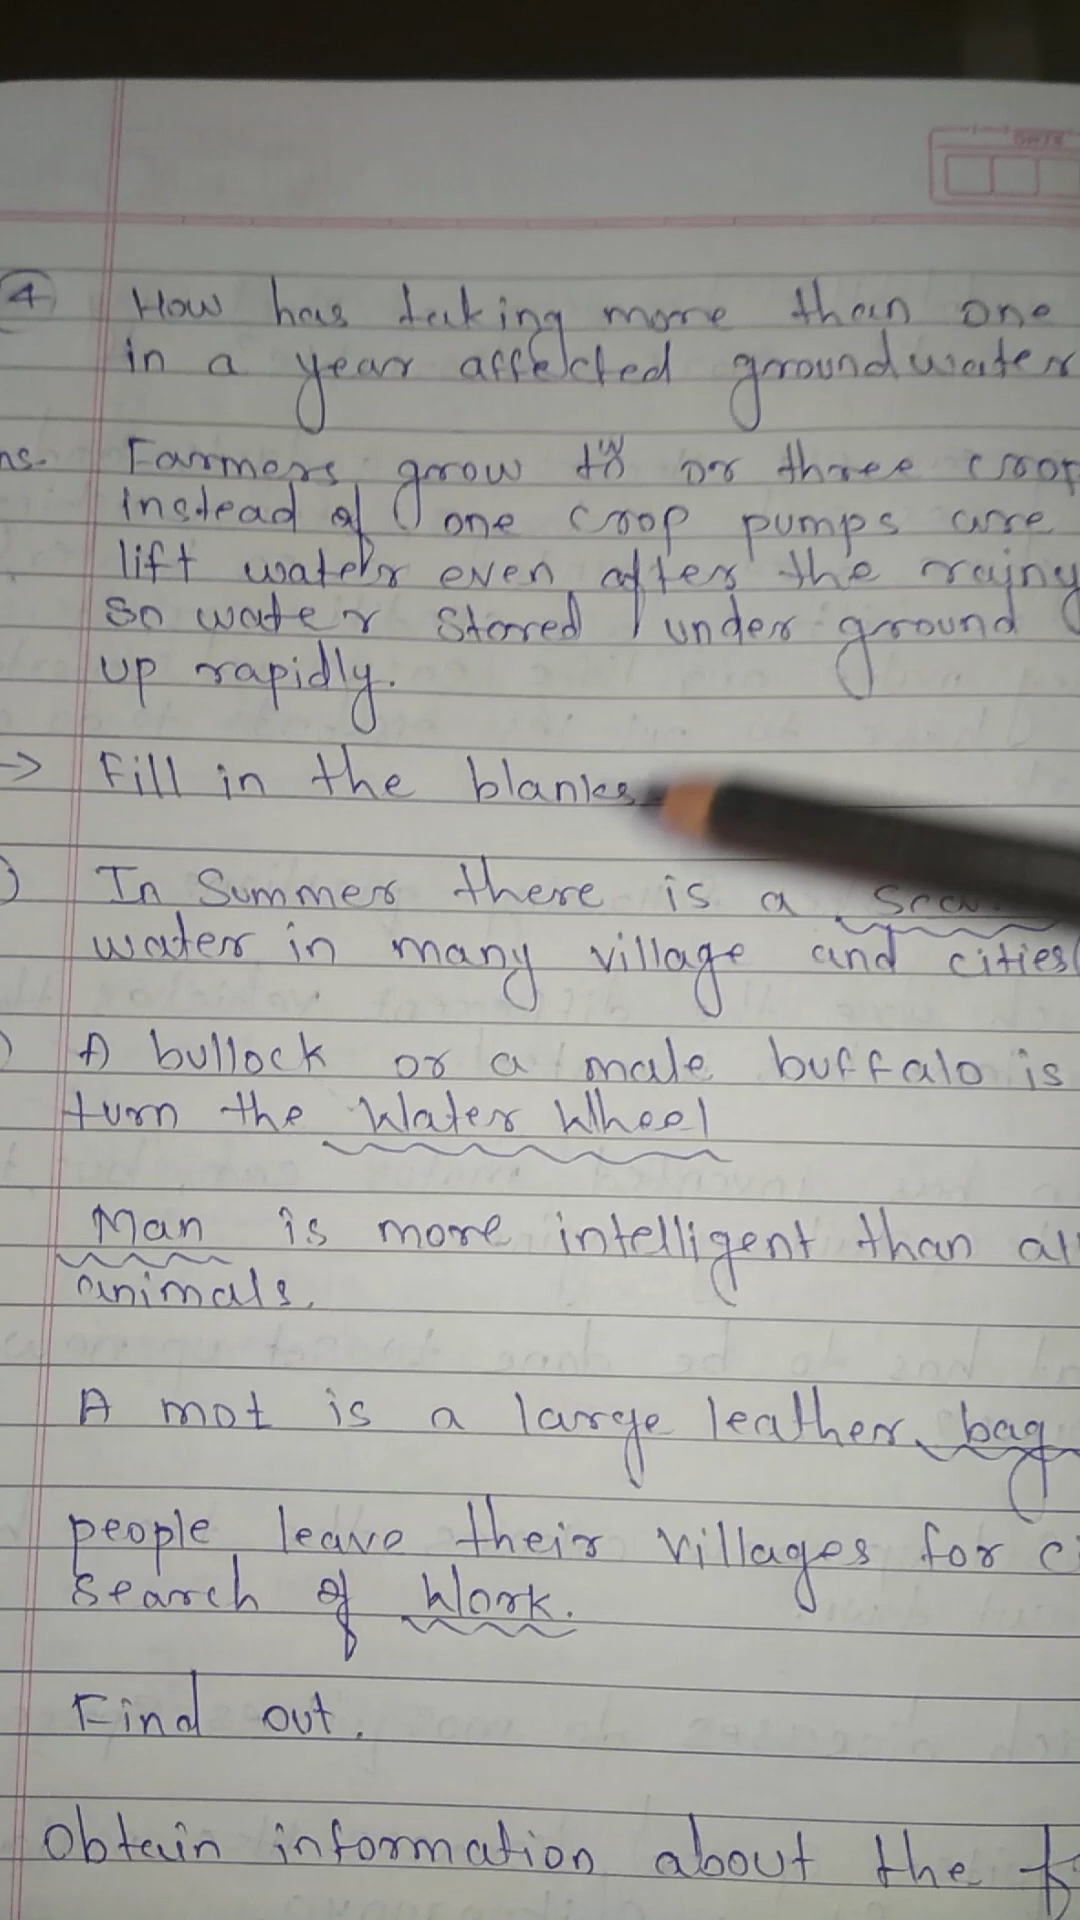 4 How has taking more than one
in a year affected groundwater
ns. Farmers grow tw or three crop
instead of one crop pumps are
lift water even after the rainy
so water stored under ground
up rapidly.
→ Fill in the blanks
) In Summer there is a
water in many village and cities
) A bullock or a male buffalo is
turn the Water Wheel
Man is more intelligent than al
animals.
A mot is a large leather bag
people leave their villages for c
search of Work.
Find out.
Obtain information about the f